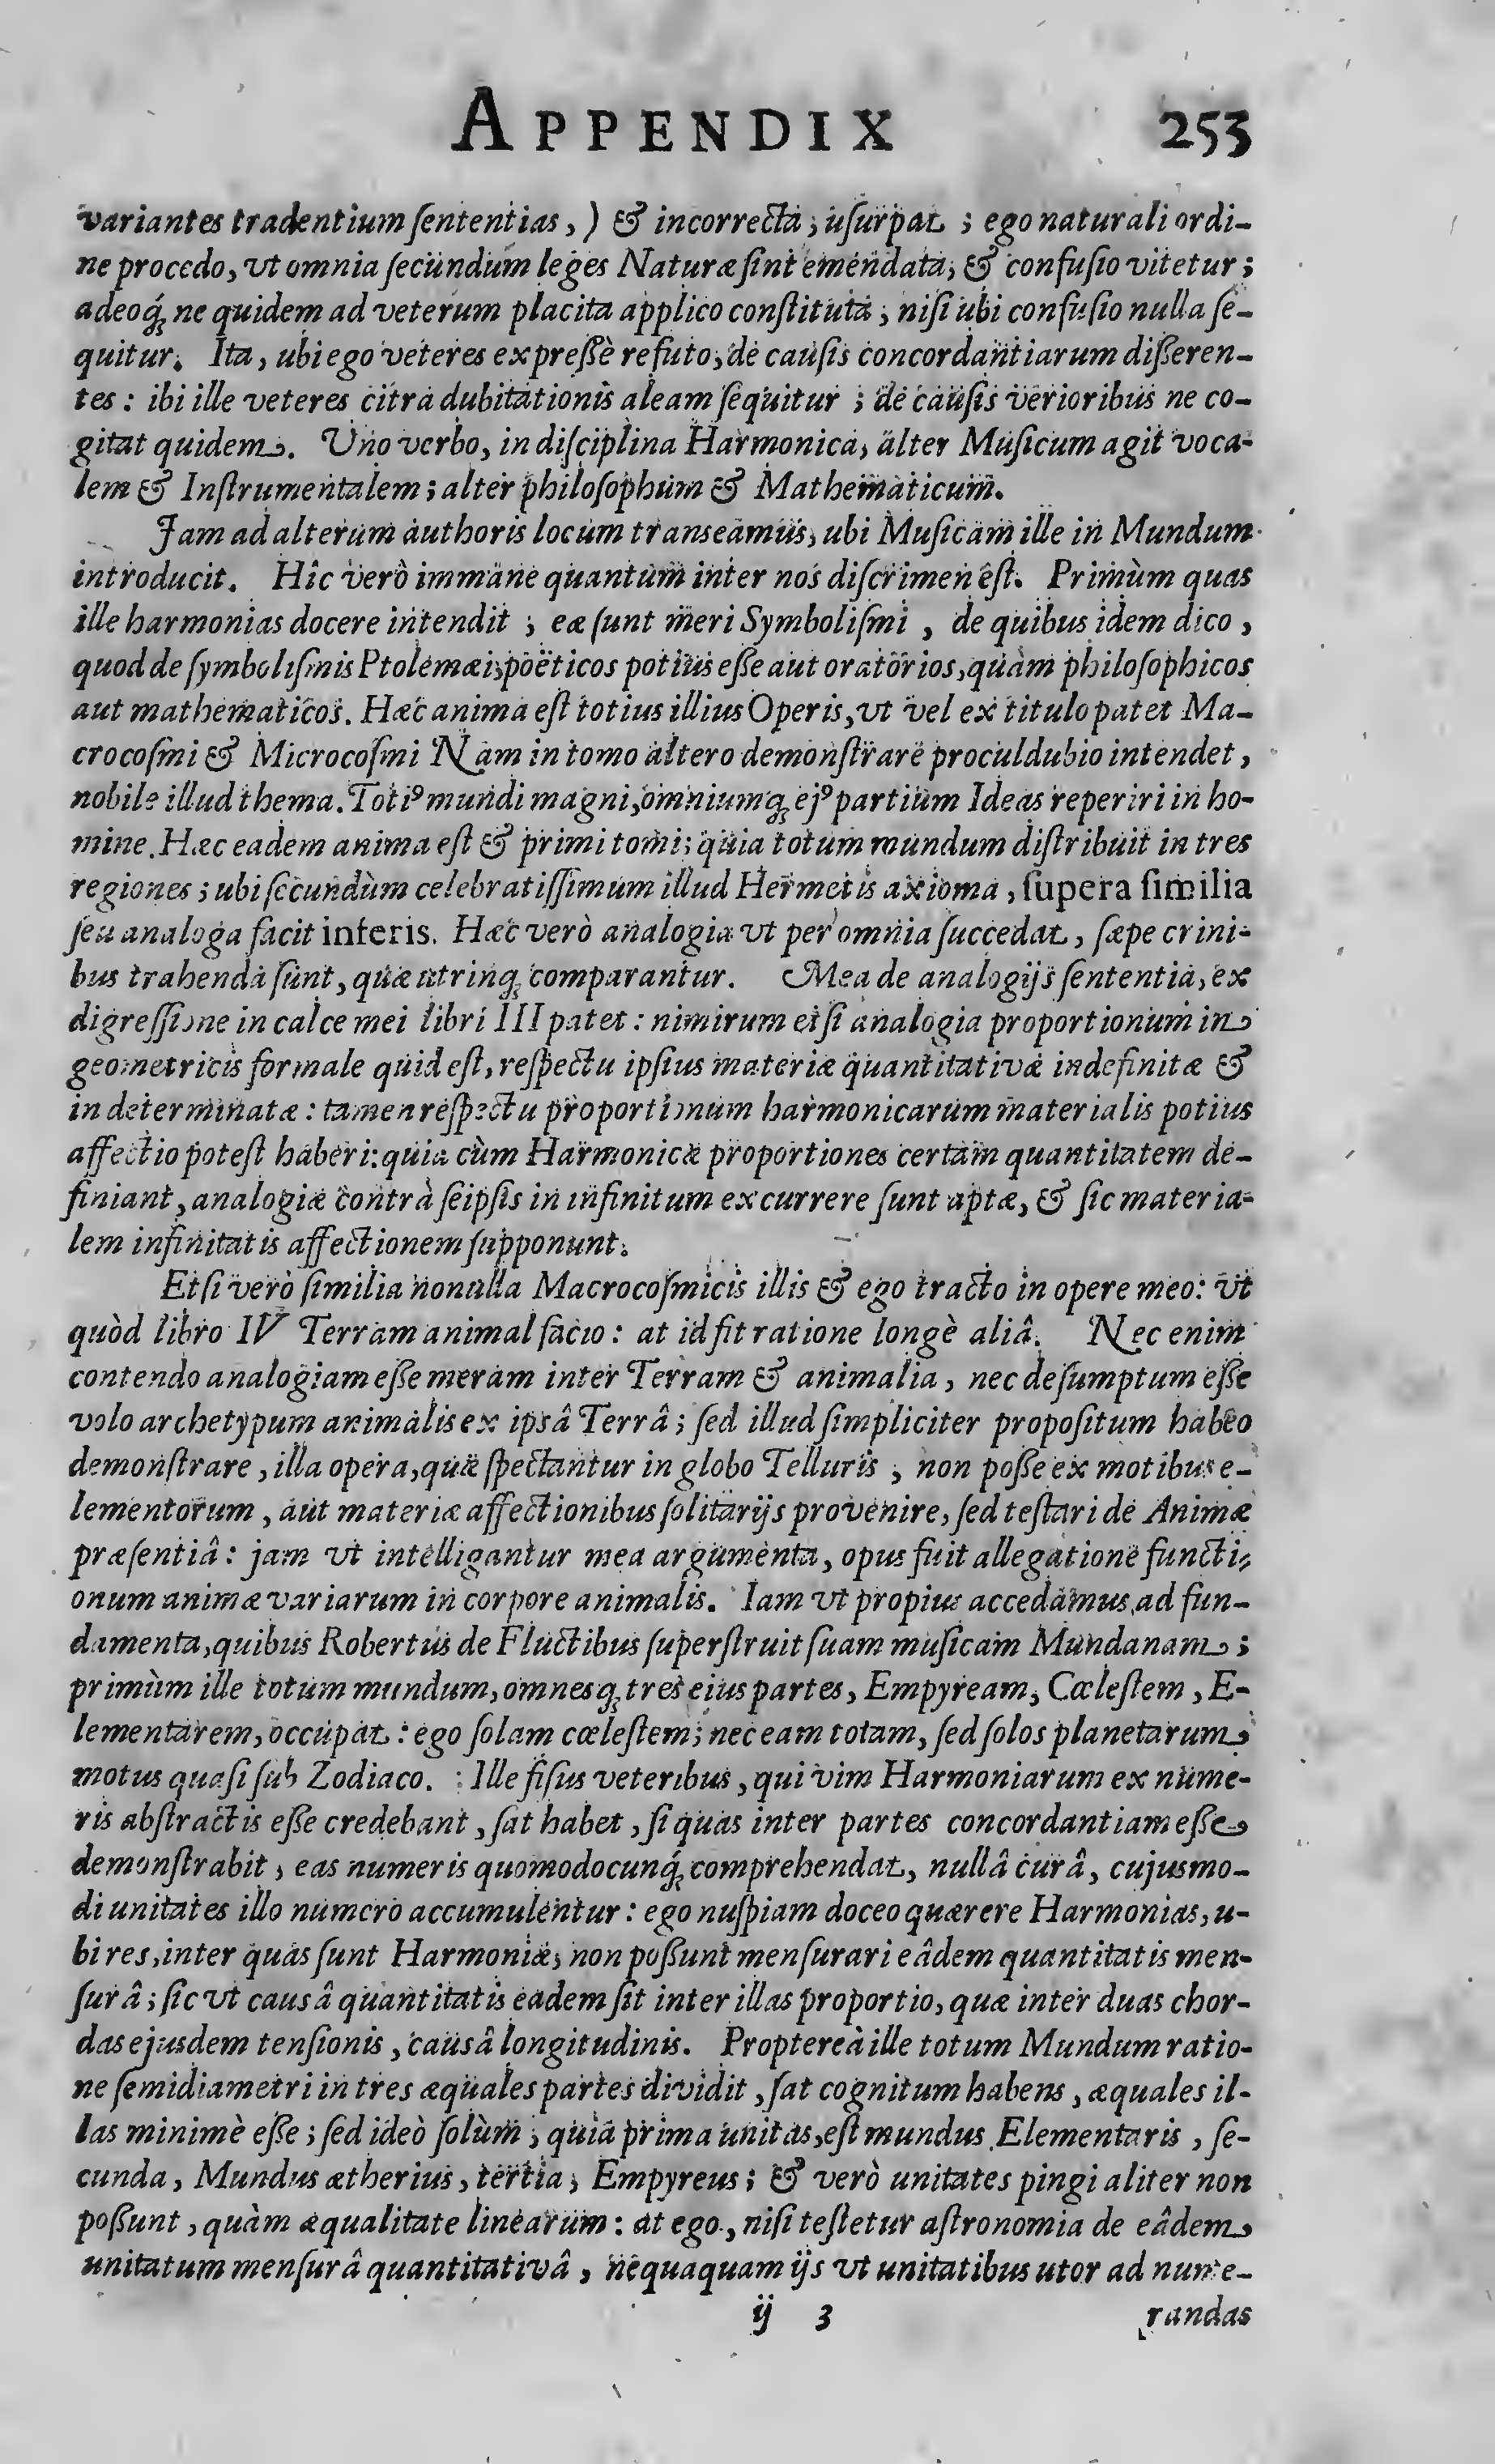 APPENDIX 253
variantes tradentium ſententias, ) & incorrecta, uſurpat ; ego naturali ordi-
ne procedo, vt omnia ſecundum leges Naturæ ſint emendata, & confuſio vitetur ;
adeoq́ꝫ ne quidem ad veterum placita applico conſtituta ; niſi ubi confuſio nulla ſe-
quitur. Ita, ubi ego veteres expreßè refuto, de cauſis concordantiarum dißeren-
tes : ibi ille veteres citra dubitationis aleam ſequitur ; de cauſis verioribus ne co-
gitat quidem. Uno verbo, in diſciplina Harmonica, alter Muſicum agit voca-
lem & Inſtrumentalem ; alter philoſophum & Mathematicum.
Jam ad alterum authoris locum transeamus, ubi Muſicam ille in Mundum
introducit. Hîc verò immane quantum inter nos diſcrimen eſt. Primùm quas
ille harmonias docere intendit ; eæ ſunt meri Symboliſmi , de quibus idem dico ,
quod de ſymboliſmis Ptolemæi, poëticos potius eße aut oratorios, quàm philoſophicos
aut mathematicos. Hæc anima eſt totius illius Operis, vt vel ex titulo patet Ma-
crocoſmi & Microcoſmi Nam in tomo altero demonſtrare proculdubio intendet ,
nobile illud thema. Totiꝰ mundi magni, omniumqꝫ ejꝰ partium Ideas reperiri in ho-
mine. Hæc eadem anima eſt & primi tomi; quia totum mundum diſtribuit in tres
regiones ; ubi ſecundùm celebratiſſimum illud Hermetis axioma , ſupera ſimilia
ſeu analoga facit inferis. Hæc verò analogia vt per omnia ſuccedat, ſæpe crini-
bus trahenda ſunt, quæ utrinqꝫ comparantur. Mea de analogijs ſententia, ex
digreſſione in calce mei libri III patet : nimirum etſi analogia proportionum in
geometricis formale quid eſt, reſpectu ipſius materiæ quantitativæ indefinitæ &
indeterminatæ : tamen reſpectu proportionum harmonicarum materialis potius
affectio poteſt haberi: quia cùm Harmonicæ proportiones certam quantitatem de-
finiant, analogiæ contrà ſeipſis in infinitum excurrere ſunt aptæ, & ſic materia-
lem infinitatis affectionem ſupponunt.
Etſi verò ſimilia nonulla Macrocoſmicis illis & ego tracto in opere meo: vt
quòd libro IV Terram animal facio : at id fit ratione longè aliâ. Nec enim
contendo analogiam eße meram inter Terram & animalia , nec deſumptum eße
volo archetypum animalis ex ipsâ Terrâ ; ſed illud ſimpliciter propoſitum habeo
demonſtrare , illa opera, quæ ſpectantur in globo Telluris , non poße ex motibus e-
lementorum , aut materiæ affectionibus ſolitarijs provenire, ſed teſtari de Animæ
præſentiâ : jam vt intelligantur mea argumenta, opus fuit allegatione functi-
onum animæ variarum in corpore animalis. Iam vt propius accedamus ad fun-
damenta, quibus Robertus de Fluctibus ſuperſtruit ſuam muſicam Mundanam ;
primùm ille totum mundum, omnesqꝫ tres eius partes, Empyream, Cœleſtem , E-
lementarem, occupat : ego ſolam cœleſtem ; nec eam totam, ſed ſolos planetarum
motus quaſi ſub Zodiaco. : Ille fiſus veteribus , qui vim Harmoniarum ex nume-
ris abſtractis eße credebant , ſat habet , ſi quas inter partes concordantiam eße
demonſtrabit , eas numeris quomodocunq́ꝫ comprehendat, nullâ curâ, cujusmo-
di unitates illo numero accumulentur : ego nuſpiam doceo quærere Harmonias, u-
bi res, inter quas ſunt Harmoniæ, non poßunt menſurari eâdem quantitatis men-
ſurâ ; ſic vt causâ quantitatis eadem ſit inter illas proportio, quæ inter duas chor-
das ejusdem tenſionis , causâ longitudinis. Proptereà ille totum Mundum ratio-
ne ſemidiametri in tres æquales partes dividit , ſat cognitum habens , æquales il-
las minimè eße ; ſed ideò ſolùm ; quia prima unitas, eſt mundus Elementaris , ſe-
cunda , Mundus ætherius , tertia , Empyreus ; & verò unitates pingi aliter non
poßunt , quàm æqualitate linearum : at ego , niſi teſtetur aſtronomia de eâdem
unitatum menſurâ quantitativâ , nequaquam ijs vt unitatibus utor ad nume-
ij 3 randas